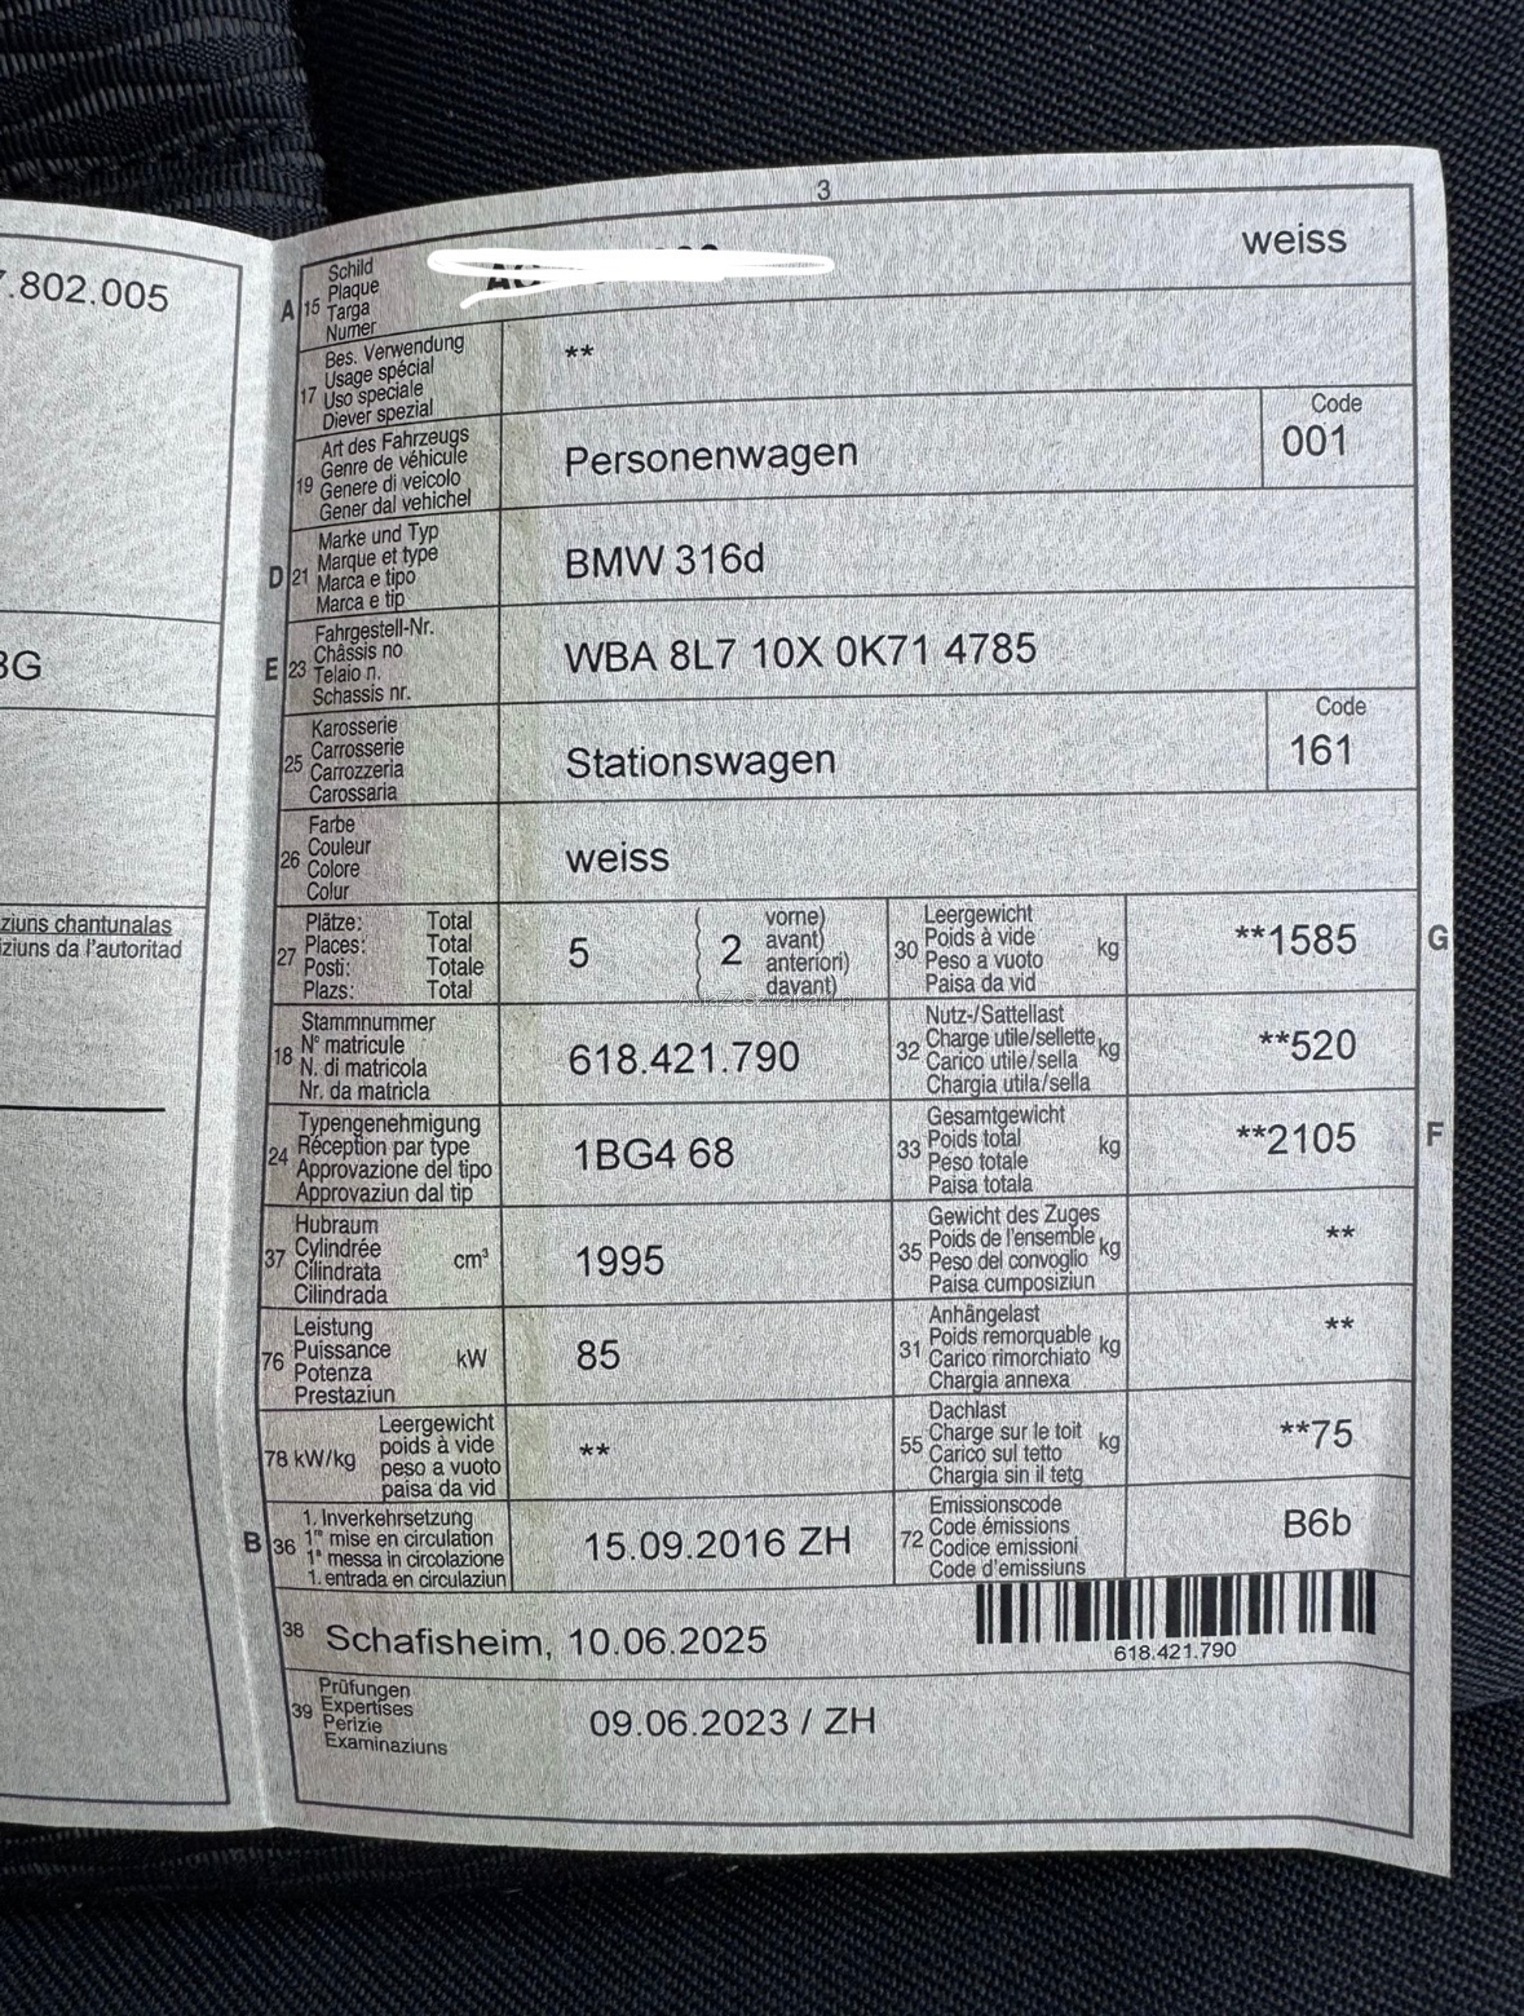 .802.005
3G
ziuns chantunalas
iziuns da l'autoritad
3
A 15 Schild
Plaque
Targa
Numer
weiss
17 Bes. Verwendung
Usage spécial
Uso speciale
Diever spezial
**
19 Art des Fahrzeugs
Genre de véhicule
Genere di veicolo
Gener dal vehichel
Personenwagen
Code
001
D 21 Marke und Typ
Marque et type
Marca e tipo
Marca e tip
BMW 316d
E 23 Fahrgestell-Nr.
Châssis no
Telaio n.
Schassis nr.
WBA 8L7 10X 0K71 4785
25 Karosserie
Carrosserie
Carrozzeria
Carossaria
Stationswagen
Code
161
26 Farbe
Couleur
Colore
Colur
weiss
27 Plätze: Total
Places: Total
Posti: Totale
Plazs: Total
5
2
vorne)
avant)
anteriori)
davant)
30 Leergewicht
Poids à vide
Peso a vuoto
Paisa da vid
kg
**1585
G
AutaZeSzwajcarii.pl
18 Stammnummer
N° matricule
N. di matricola
Nr. da matricla
618.421.790
32 Nutz-/Sattellast
Charge utile/sellette
Carico utile/sella
Chargia utila/sella
kg
**520
24 Typengenehmigung
Réception par type
Approvazione del tipo
Approvaziun dal tip
1BG4 68
33 Gesamtgewicht
Poids total
Peso totale
Paisa totala
kg
**2105
F
37 Hubraum
Cylindrée
Cilindrata
Cilindrada
cm³
1995
35 Gewicht des Zuges
Poids de l'ensemble
Peso del convoglio
Paisa cumposiziun
kg
**
76 Leistung
Puissance
Potenza
Prestaziun
kW
85
31 Anhängelast
Poids remorquable
Carico rimorchiato
Chargia annexa
kg
**
78 kW/kg
Leergewicht
poids à vide
peso a vuoto
paisa da vid
**
55 Dachlast
Charge sur le toit
Carico sul tetto
Chargia sin il tetg
kg
**75
B 36 1. Inverkehrsetzung
1re mise en circulation
1a messa in circolazione
1. entrada en circulaziun
15.09.2016 ZH
72 Emissionscode
Code émissions
Codice emissioni
Code d'emissiuns
B6b
38 Schafisheim, 10.06.2025
618.421.790
39 Prüfungen
Expertises
Perizie
Examinaziuns
09.06.2023 / ZH